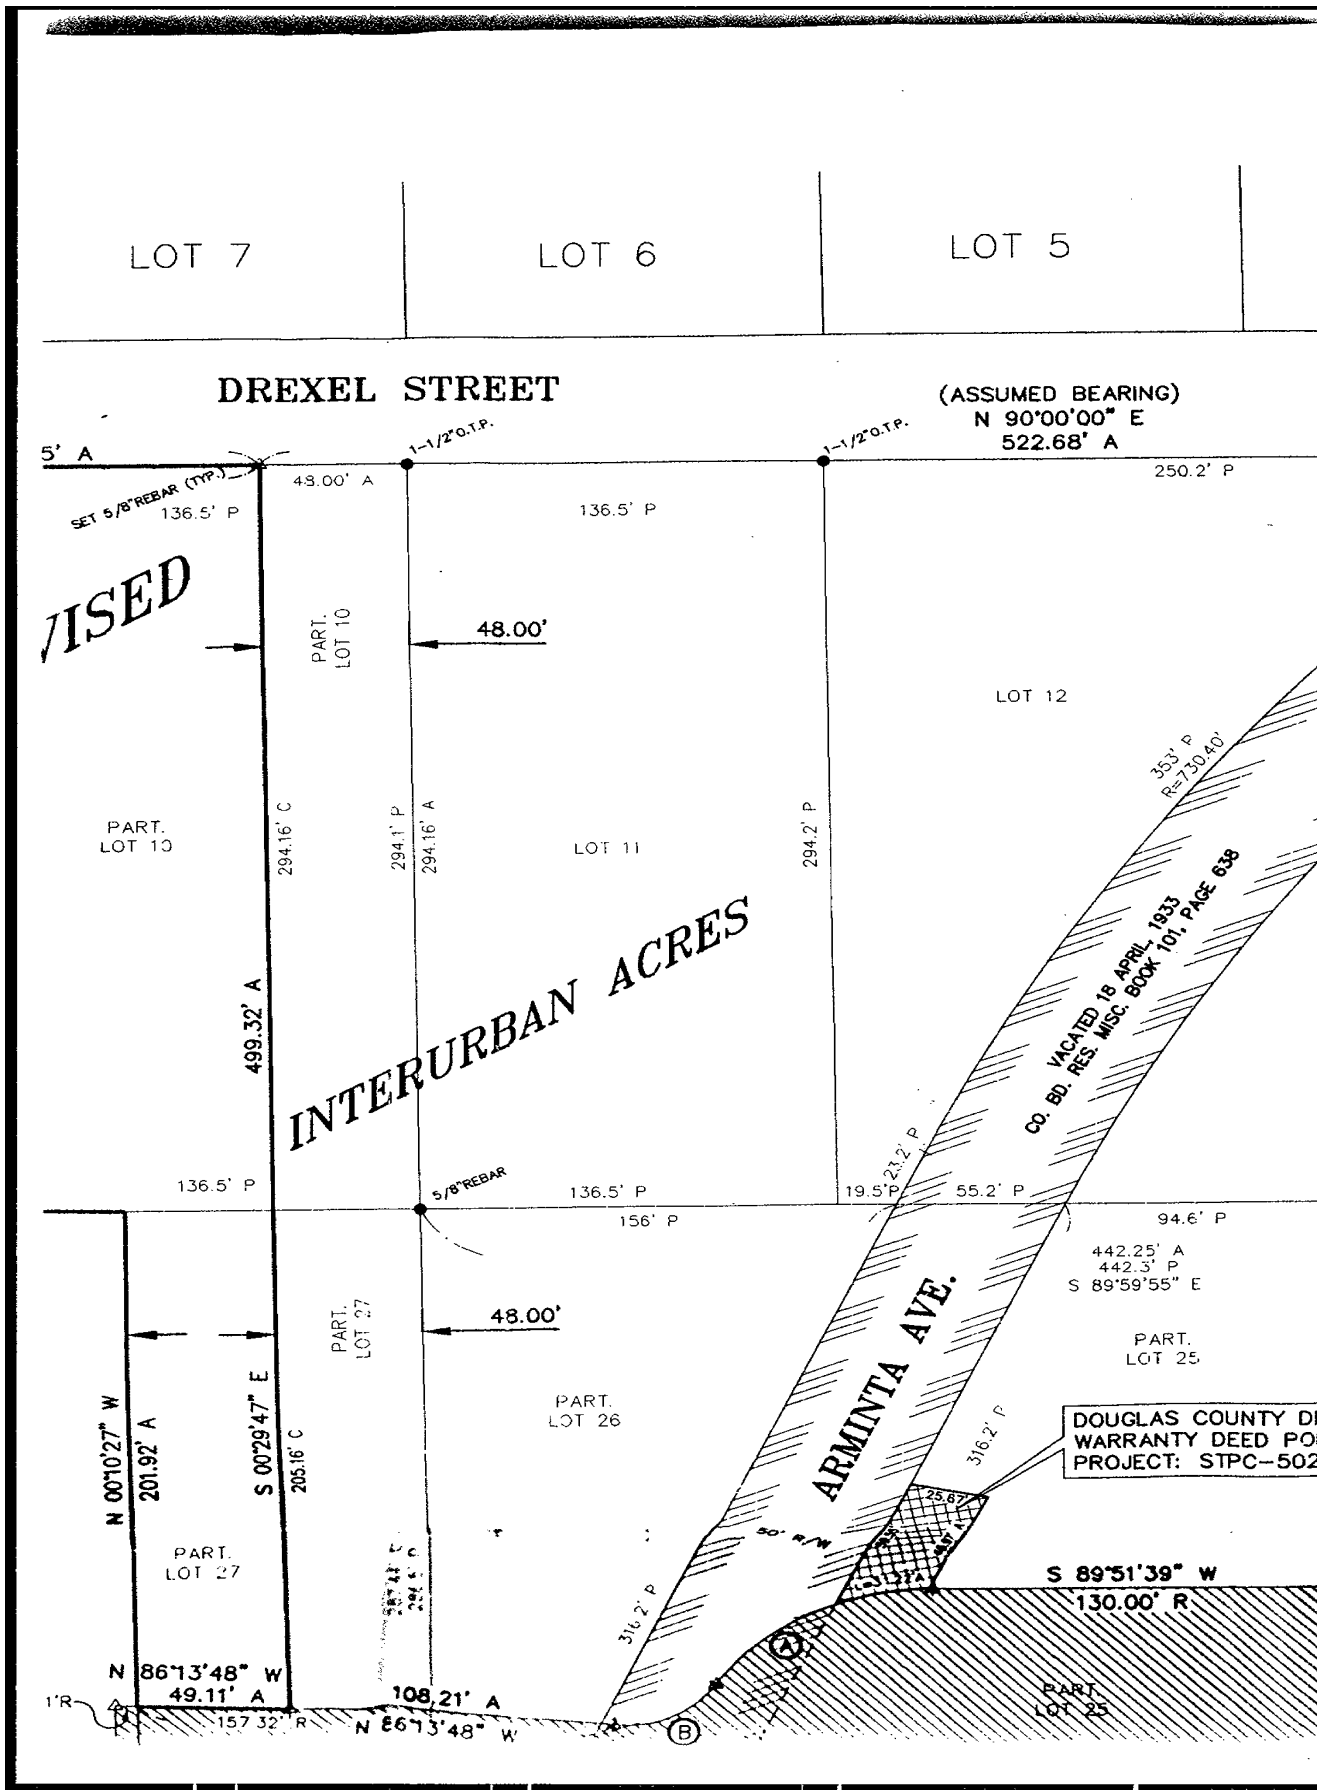 LOT 7
LOT 6
LOT 5
DREXEL STREET
(ASSUMED BEARING)
N 90°00'00" E
522.68' A
1-1/2"O.T.P.
1-1/2"O.T.P.
5' A
SET 5/8"REBAR (TYP.)
48.00' A
250.2' P
136.5' P
136.5' P
VISED
PART.
LOT 10
48.00'
LOT 12
353' P
R=730.40'
PART.
LOT 10
294.16' C
294.1' P
294.16' A
LOT 11
294.2' P
VACATED 18 APRIL, 1933
CO. BD. RES. MISC. BOOK 101, PAGE 638
INTERURBAN ACRES
499.32' A
23.2' P
136.5' P
5/8"REBAR
136.5' P
19.5'P
55.2' P
156' P
94.6' P
442.25' A
442.3' P
S 89°59'55" E
PART.
LOT 27
48.00'
ARMINTA AVE.
PART.
LOT 25
PART.
LOT 26
N 00°10'27" W
201.92' A
S 00°29'47" E
205.16' C
316.2' P
DOUGLAS COUNTY
WARRANTY DEED
PROJECT: STPC-502
25.67'
50' R/W
PART.
LOT 27
S 89°51'39" W
130.00' R
316.2' P
A
N 86°13'48" W
49.11' A
108.21' A
PART.
LOT 25
1'R
157.32' R
N 86°13'48" W
B